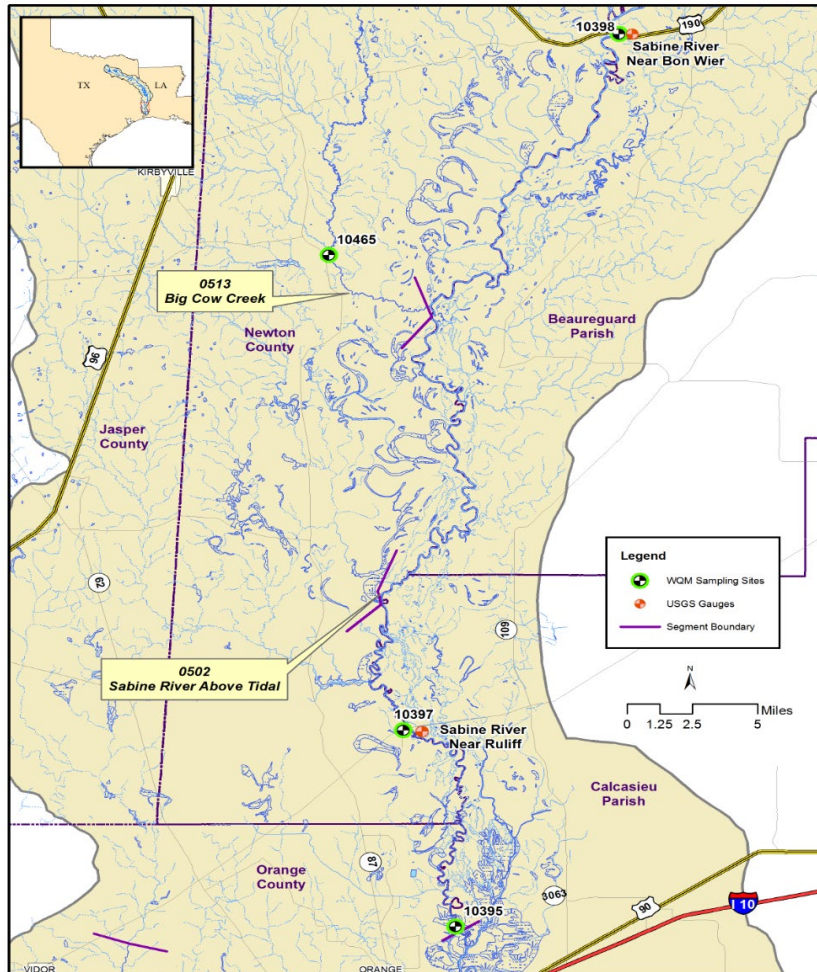 TX
LA
10398
190
Sabine River
Near Bon Wier
KIRBYVILLE
10465
0513
Big Cow Creek
Newton
County
Beaureguard
Parish
96
Jasper
County
62
109
Legend
WQM Sampling Sites
USGS Gauges
Segment Boundary
N
Miles
0 1.25 2.5 5
0502
Sabine River Above Tidal
10397
Sabine River
Near Ruliff
Calcasieu
Parish
Orange
County
87
3063
90
I 10
10395
VIDOR
ORANGE